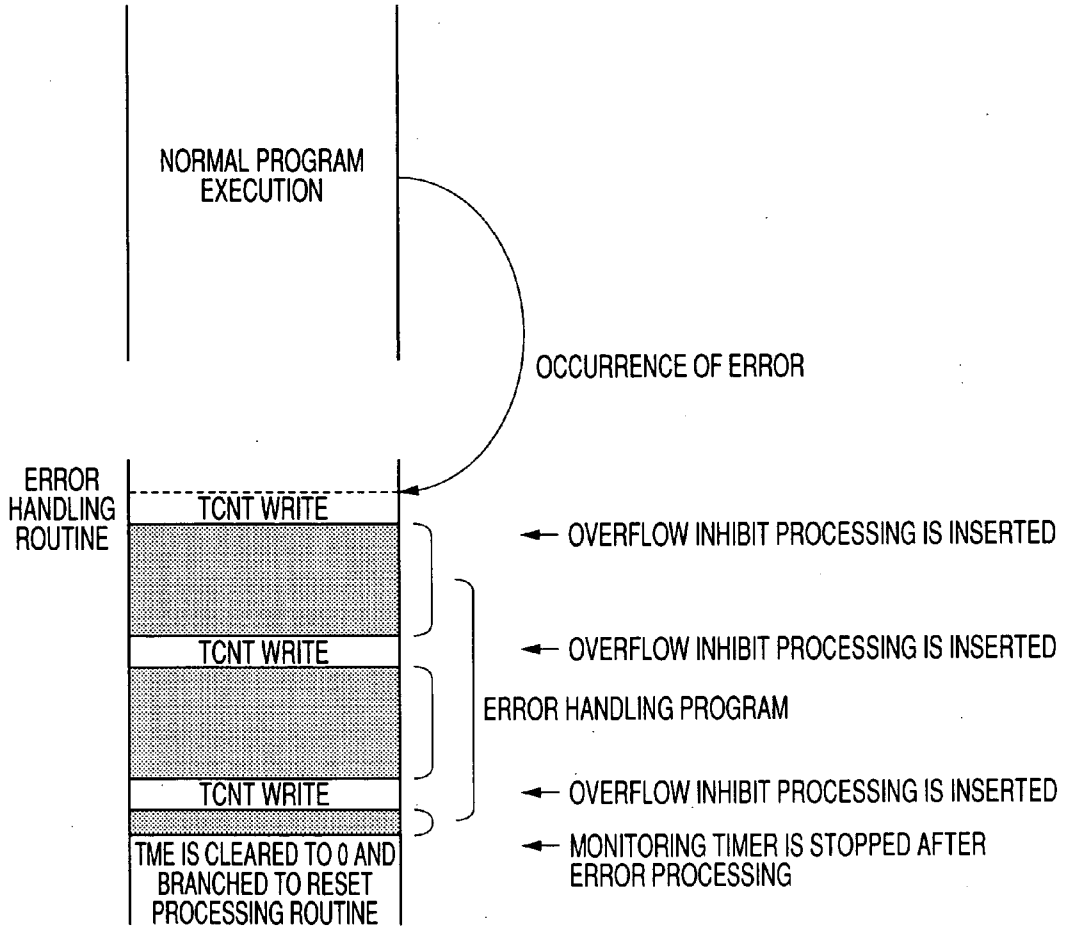 NORMAL PROGRAM
EXECUTION
OCCURRENCE OF ERROR
ERROR
HANDLING
ROUTINE
TCNT WRITE
OVERFLOW INHIBIT PROCESSING IS INSERTED
TCNT WRITE
OVERFLOW INHIBIT PROCESSING IS INSERTED
ERROR HANDLING PROGRAM
TCNT WRITE
OVERFLOW INHIBIT PROCESSING IS INSERTED
TME IS CLEARED TO 0 AND
BRANCHED TO RESET
PROCESSING ROUTINE
MONITORING TIMER IS STOPPED AFTER
ERROR PROCESSING